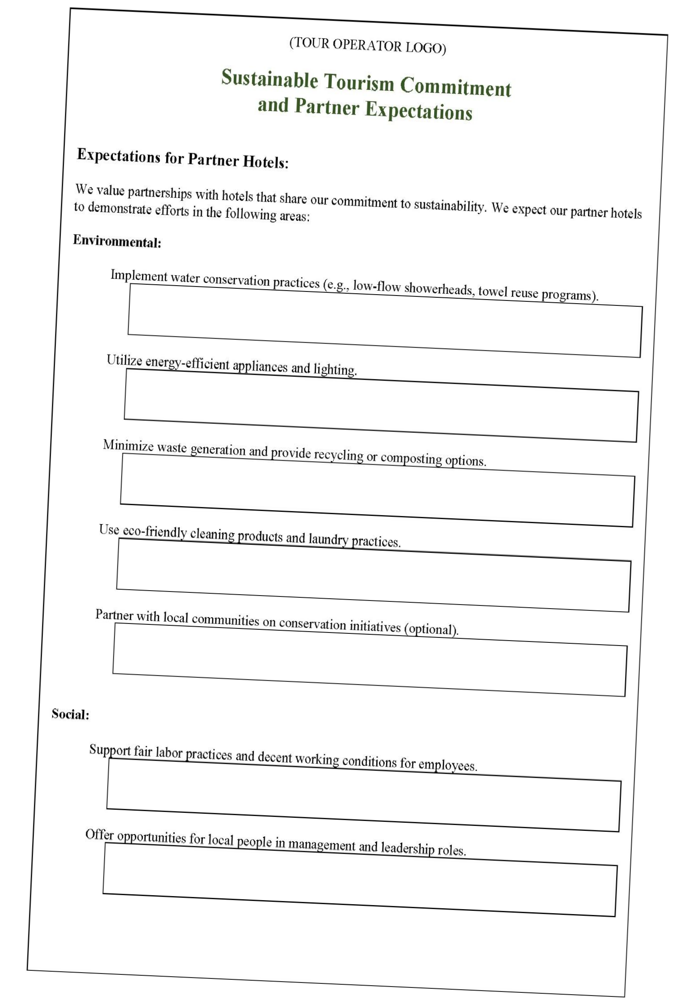 (TOUR OPERATOR LOGO)
Sustainable Tourism Commitment
and Partner Expectations
Expectations for Partner Hotels:
We value partnerships with hotels that share our commitment to sustainability. We expect our partner hotels
to demonstrate efforts in the following areas:
Environmental:
Implement water conservation practices (e.g., low-flow showerheads, towel reuse programs).
Utilize energy-efficient appliances and lighting.
Minimize waste generation and provide recycling or composting options.
Use eco-friendly cleaning products and laundry practices.
Partner with local communities on conservation initiatives (optional).
Social:
Support fair labor practices and decent working conditions for employees.
Offer opportunities for local people in management and leadership roles.